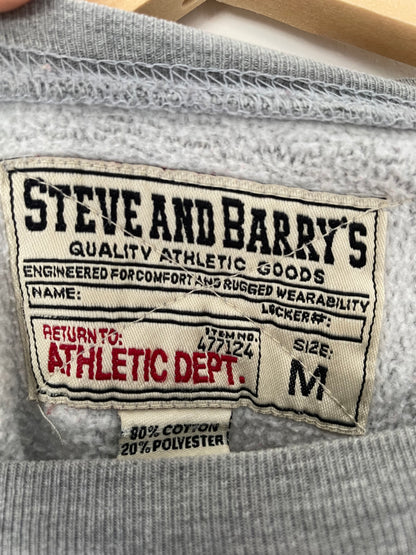 STEVE AND BARRY'S
QUALITY ATHLETIC GOODS
ENGINEERED FOR COMFORT AND RUGGED WEARABILITY
NAME: LOCKER#:
RETURN TO: ITEM NO. SIZE:
ATHLETIC DEPT. 477124 M
80% COTTON
20% POLYESTER